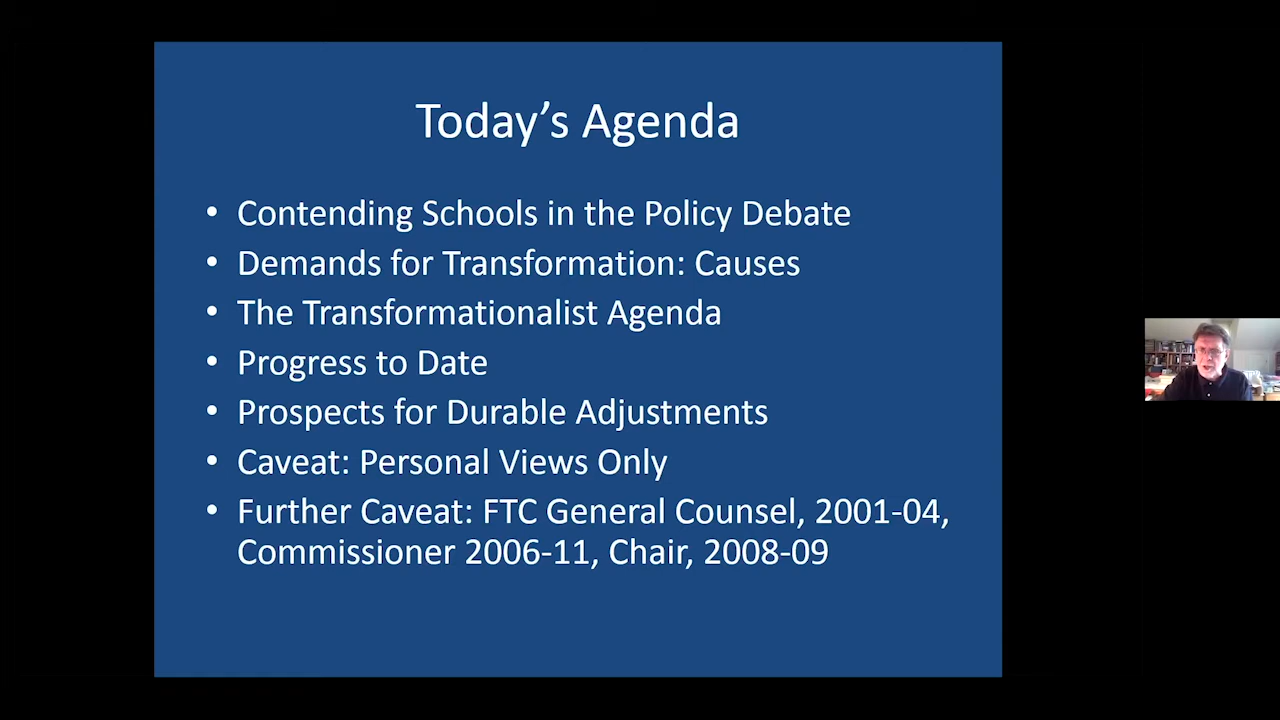 Today’s Agenda
• Contending Schools in the Policy Debate
• Demands for Transformation: Causes
• The Transformationalist Agenda
• Progress to Date
• Prospects for Durable Adjustments
• Caveat: Personal Views Only
• Further Caveat: FTC General Counsel, 2001-04,
Commissioner 2006-11, Chair, 2008-09